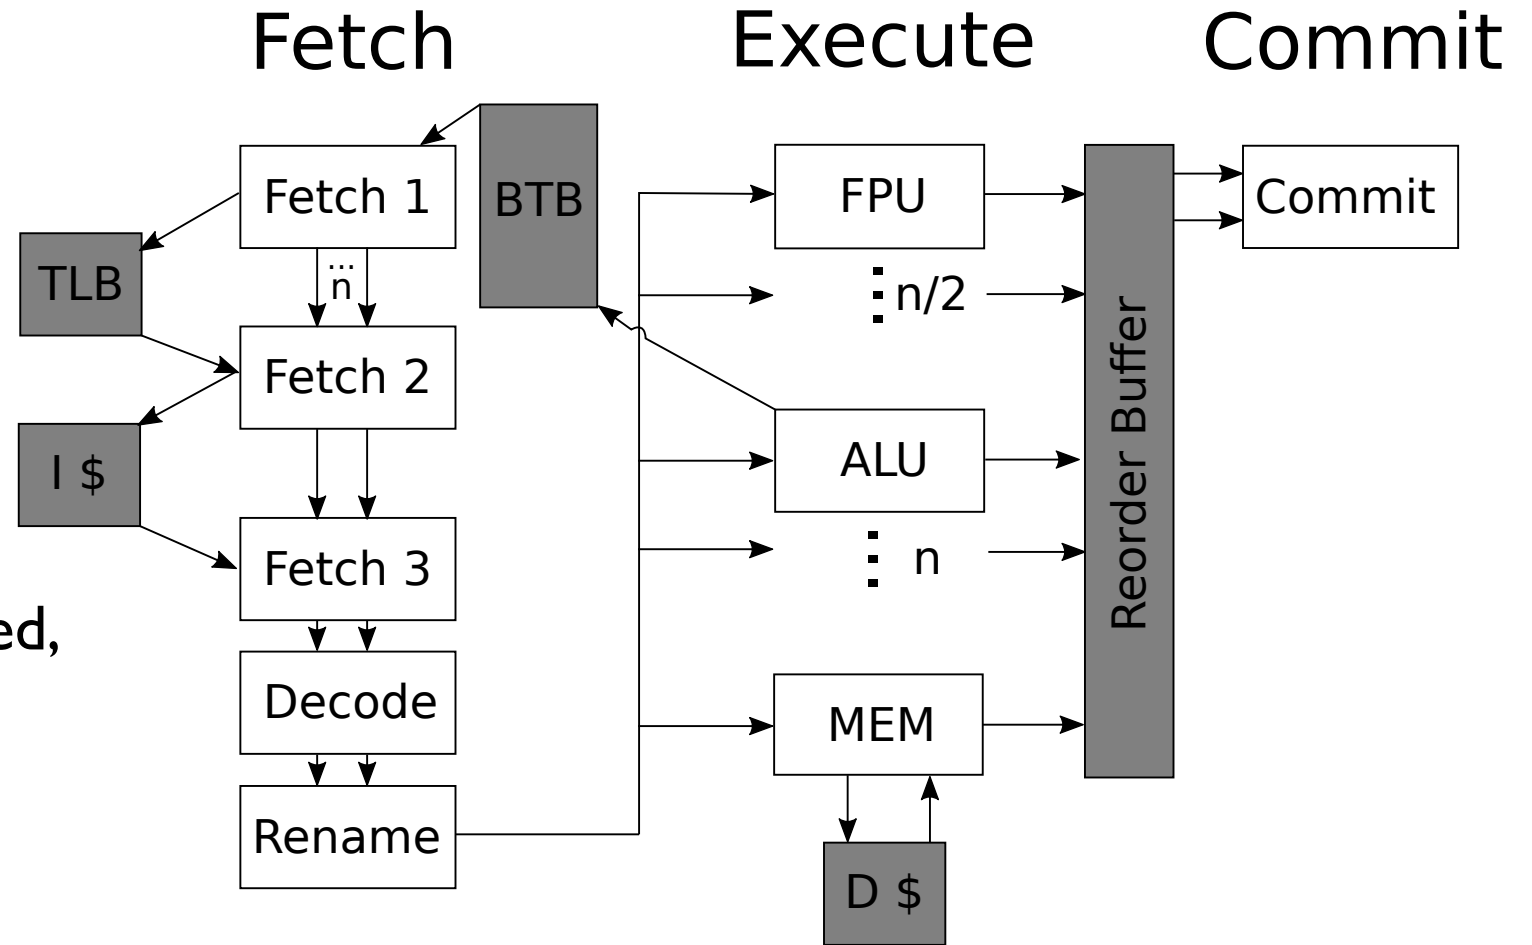 Fetch
Execute
Commit
Fetch 1
BTB
FPU
Commit
TLB
...
n
n/2
Fetch 2
Reorder Buffer
I $
ALU
n
Fetch 3
ed,
Decode
MEM
Rename
D $